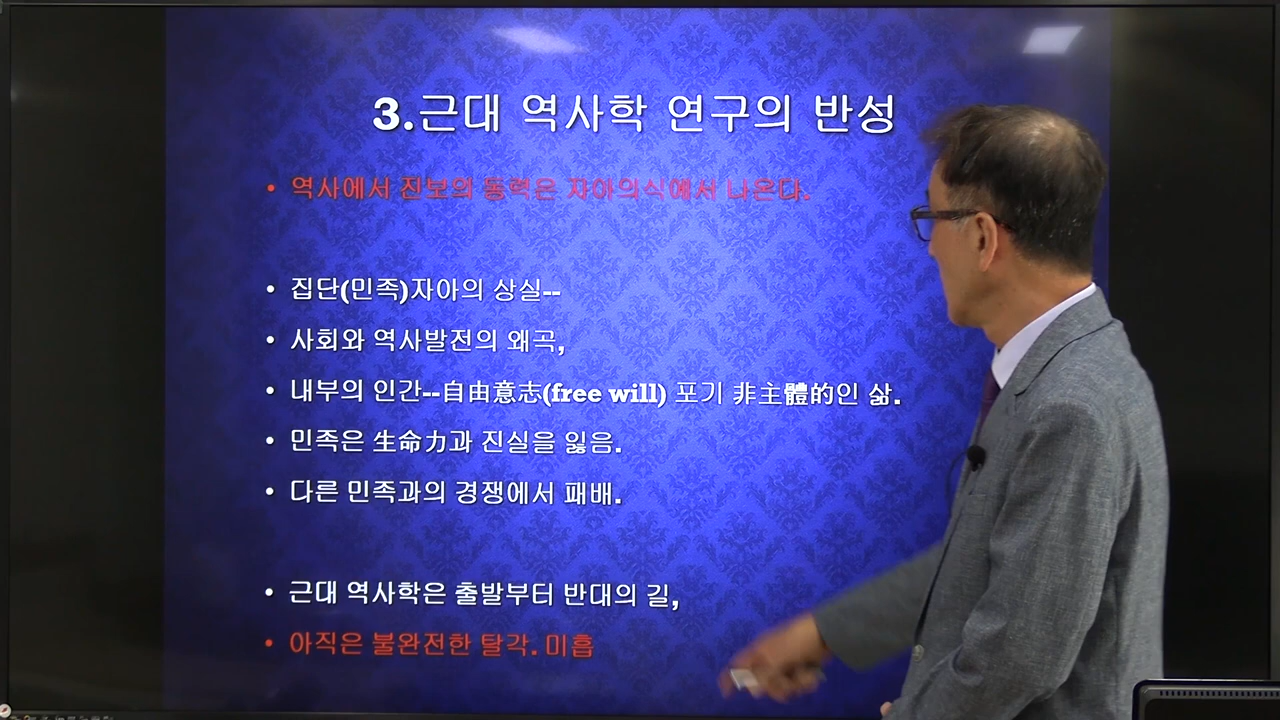 3.근대 역사학 연구의 반성
• 역사에서 진보의 동력은 자아의식에서 나온다.
• 집단(민족)자아의 상실--
• 사회와 역사발전의 왜곡,
• 내부의 인간--自由意志(free will) 포기 非主體的인 삶.
• 민족은 生命力과 진실을 잃음.
• 다른 민족과의 경쟁에서 패배.
• 근대 역사학은 출발부터 반대의 길,
• 아직은 불완전한 탈각. 미흡